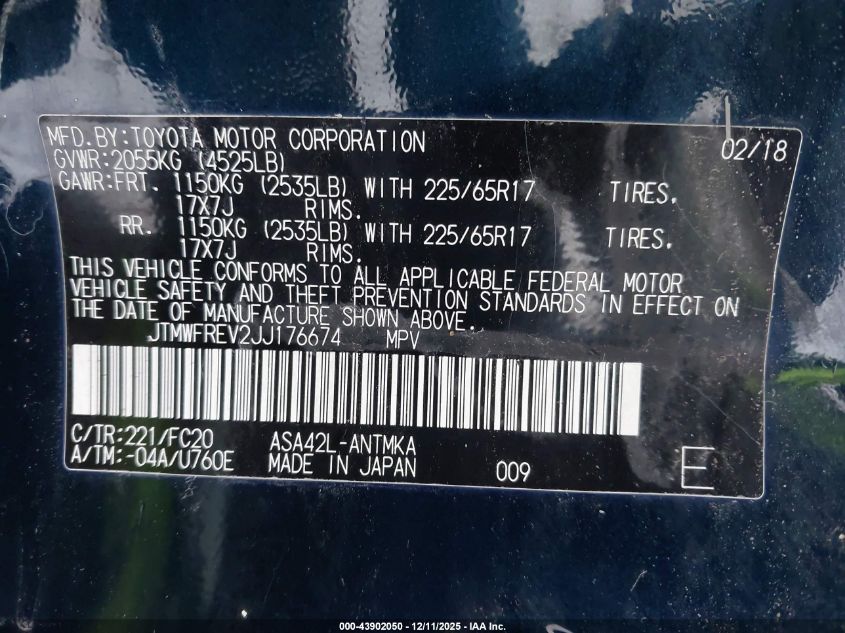 MFD.BY:TOYOTA MOTOR CORPORATION 02/18
GVWR:2055KG (4525LB)
GAWR:FRT. 1150KG (2535LB) WITH 225/65R17 TIRES.
17X7J RIMS.
RR. 1150KG (2535LB) WITH 225/65R17 TIRES.
17X7J RIMS.
THIS VEHICLE CONFORMS TO ALL APPLICABLE FEDERAL MOTOR
VEHICLE SAFETY AND THEFT PREVENTION STANDARDS IN EFFECT ON
THE DATE OF MANUFACTURE SHOWN ABOVE.
JTMWFREV2JJ176674 MPV
C/TR:221/FC20 ASA42L-ANTMKA
A/TM:-04A/U760E MADE IN JAPAN 009 E
000-43902050 - 12/11/2025 - IAA Inc.